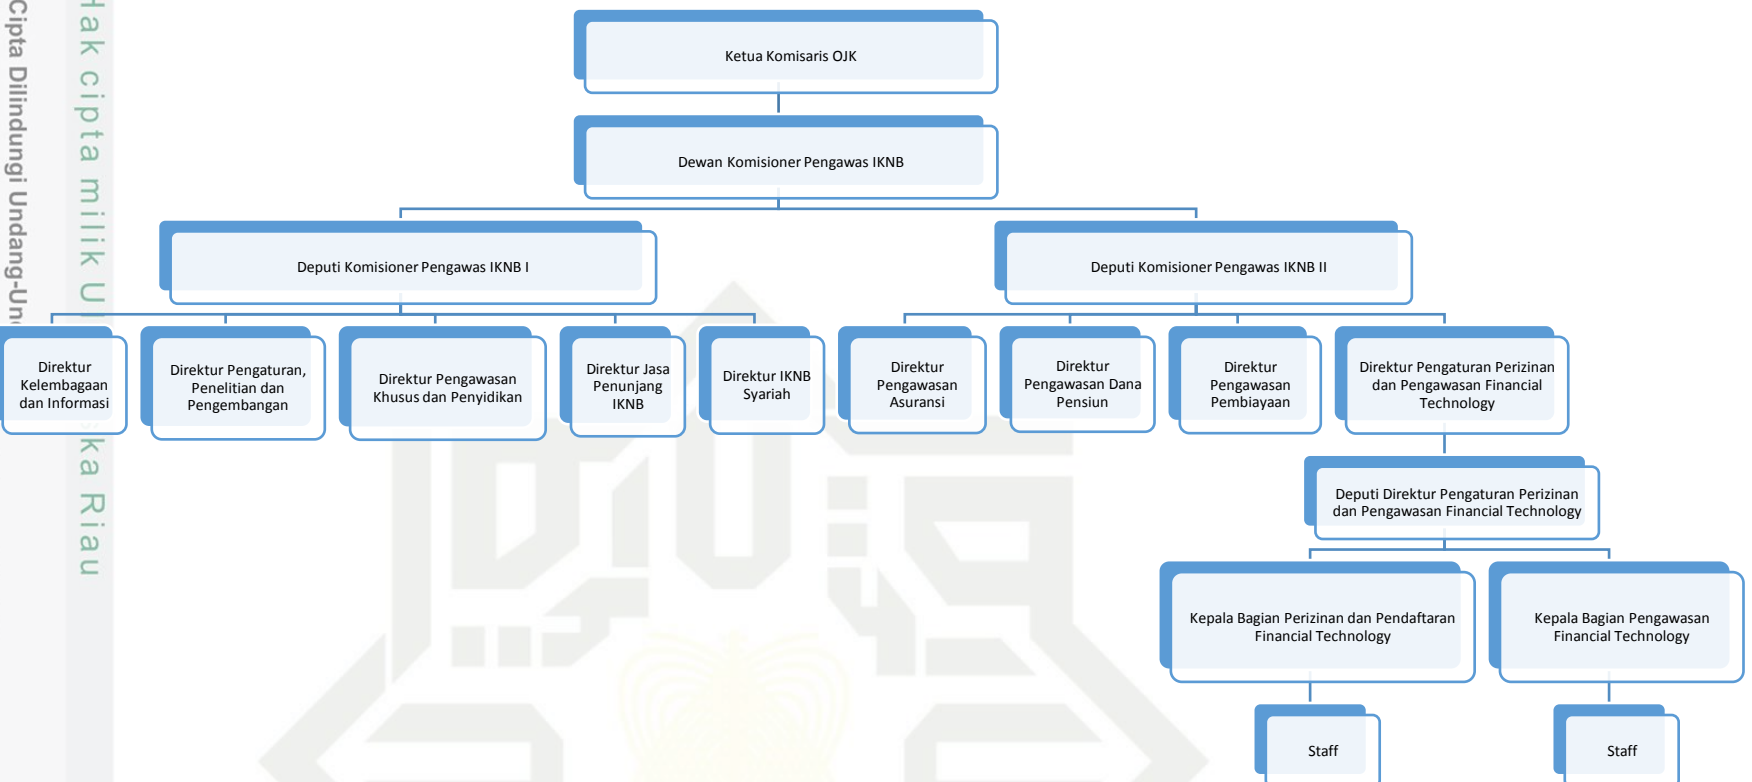 Ketua Komisaris OJK
Dewan Komisioner Pengawas IKNB
Deputi Komisioner Pengawas IKNB I
Deputi Komisioner Pengawas IKNB II
Direktur
Kelembagaan
dan Informasi
Direktur Pengaturan,
Penelitian dan
Pengembangan
Direktur Pengawasan
Khusus dan Penyidikan
Direktur Jasa
Penunjang
IKNB
Direktur IKNB
Syariah
Direktur
Pengawasan
Asuransi
Direktur
Pengawasan Dana
Pensiun
Direktur
Pengawasan
Pembiayaan
Direktur Pengaturan Perizinan
dan Pengawasan Financial
Technology
Deputi Direktur Pengaturan Perizinan
dan Pengawasan Financial Technology
Kepala Bagian Perizinan dan Pendaftaran
Financial Technology
Kepala Bagian Pengawasan
Financial Technology
Staff
Staff
Hak cipta milik U
ka Riau
Cipta Dilindungi Undang-Un